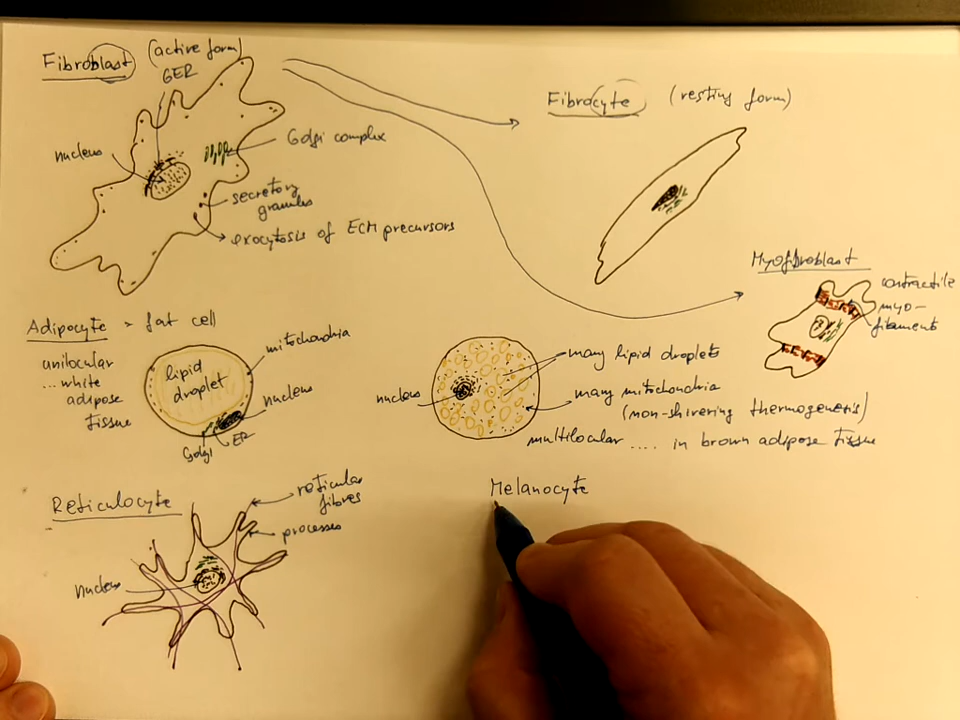 Fibroblast (active form)
GER
nucleus
Golgi complex
secretory
granules
exocytosis of ECM precursors
Fibrocyte (resting form)
Myofibroblast
contractile
myo-
filaments
Adipocyte > fat cell
unilocular
... white
adipose
tissue
lipid
droplet
mitochondria
nucleus
ER
Golgi
nucleus
many lipid droplets
many mitochondria
(non-shivering thermogenesis)
multilocular .... in brown adipose tissue
Reticulocyte
reticular
fibres
processes
nucleus
Melanocyte